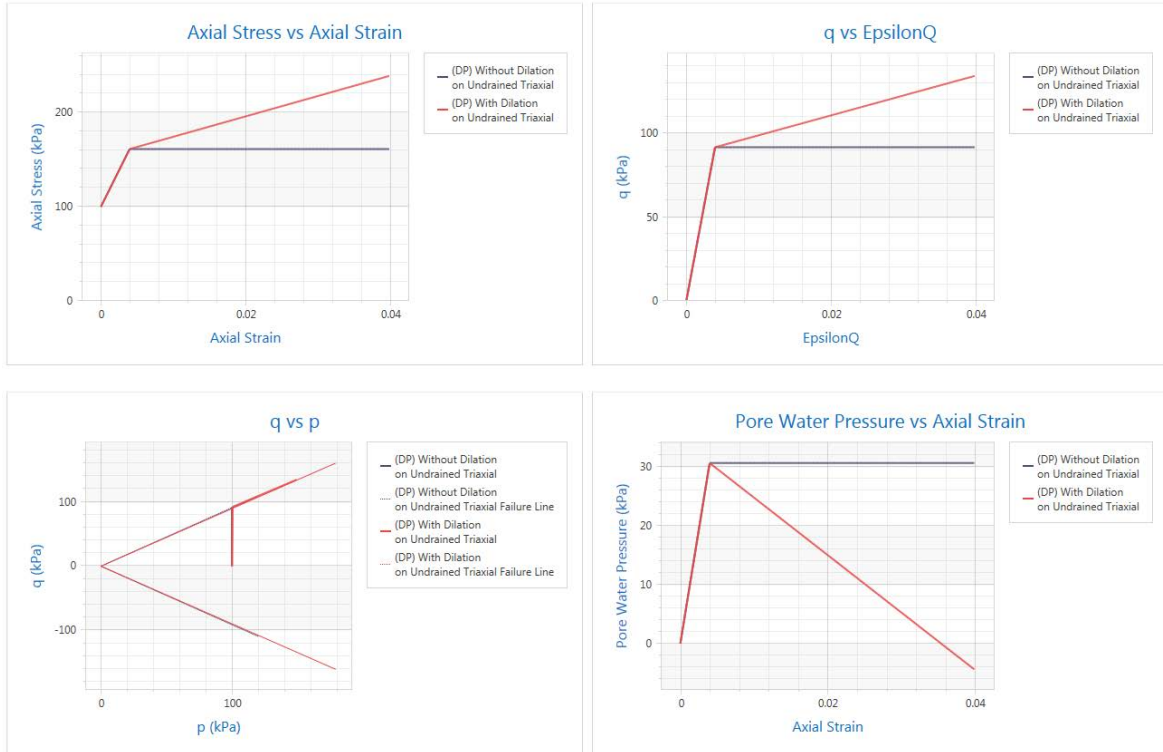 Axial Stress vs Axial Strain
Axial Stress (kPa)
200
100
0
0
0.02
0.04
Axial Strain
(DP) Without Dilation
on Undrained Triaxial
(DP) With Dilation
on Undrained Triaxial
q vs EpsilonQ
q (kPa)
100
50
0
0
0.02
0.04
EpsilonQ
(DP) Without Dilation
on Undrained Triaxial
(DP) With Dilation
on Undrained Triaxial
q vs p
q (kPa)
100
0
-100
0
100
p (kPa)
(DP) Without Dilation
on Undrained Triaxial
(DP) Without Dilation
on Undrained Triaxial Failure Line
(DP) With Dilation
on Undrained Triaxial
(DP) With Dilation
on Undrained Triaxial Failure Line
Pore Water Pressure vs Axial Strain
Pore Water Pressure (kPa)
30
20
10
0
0
0.02
0.04
Axial Strain
(DP) Without Dilation
on Undrained Triaxial
(DP) With Dilation
on Undrained Triaxial